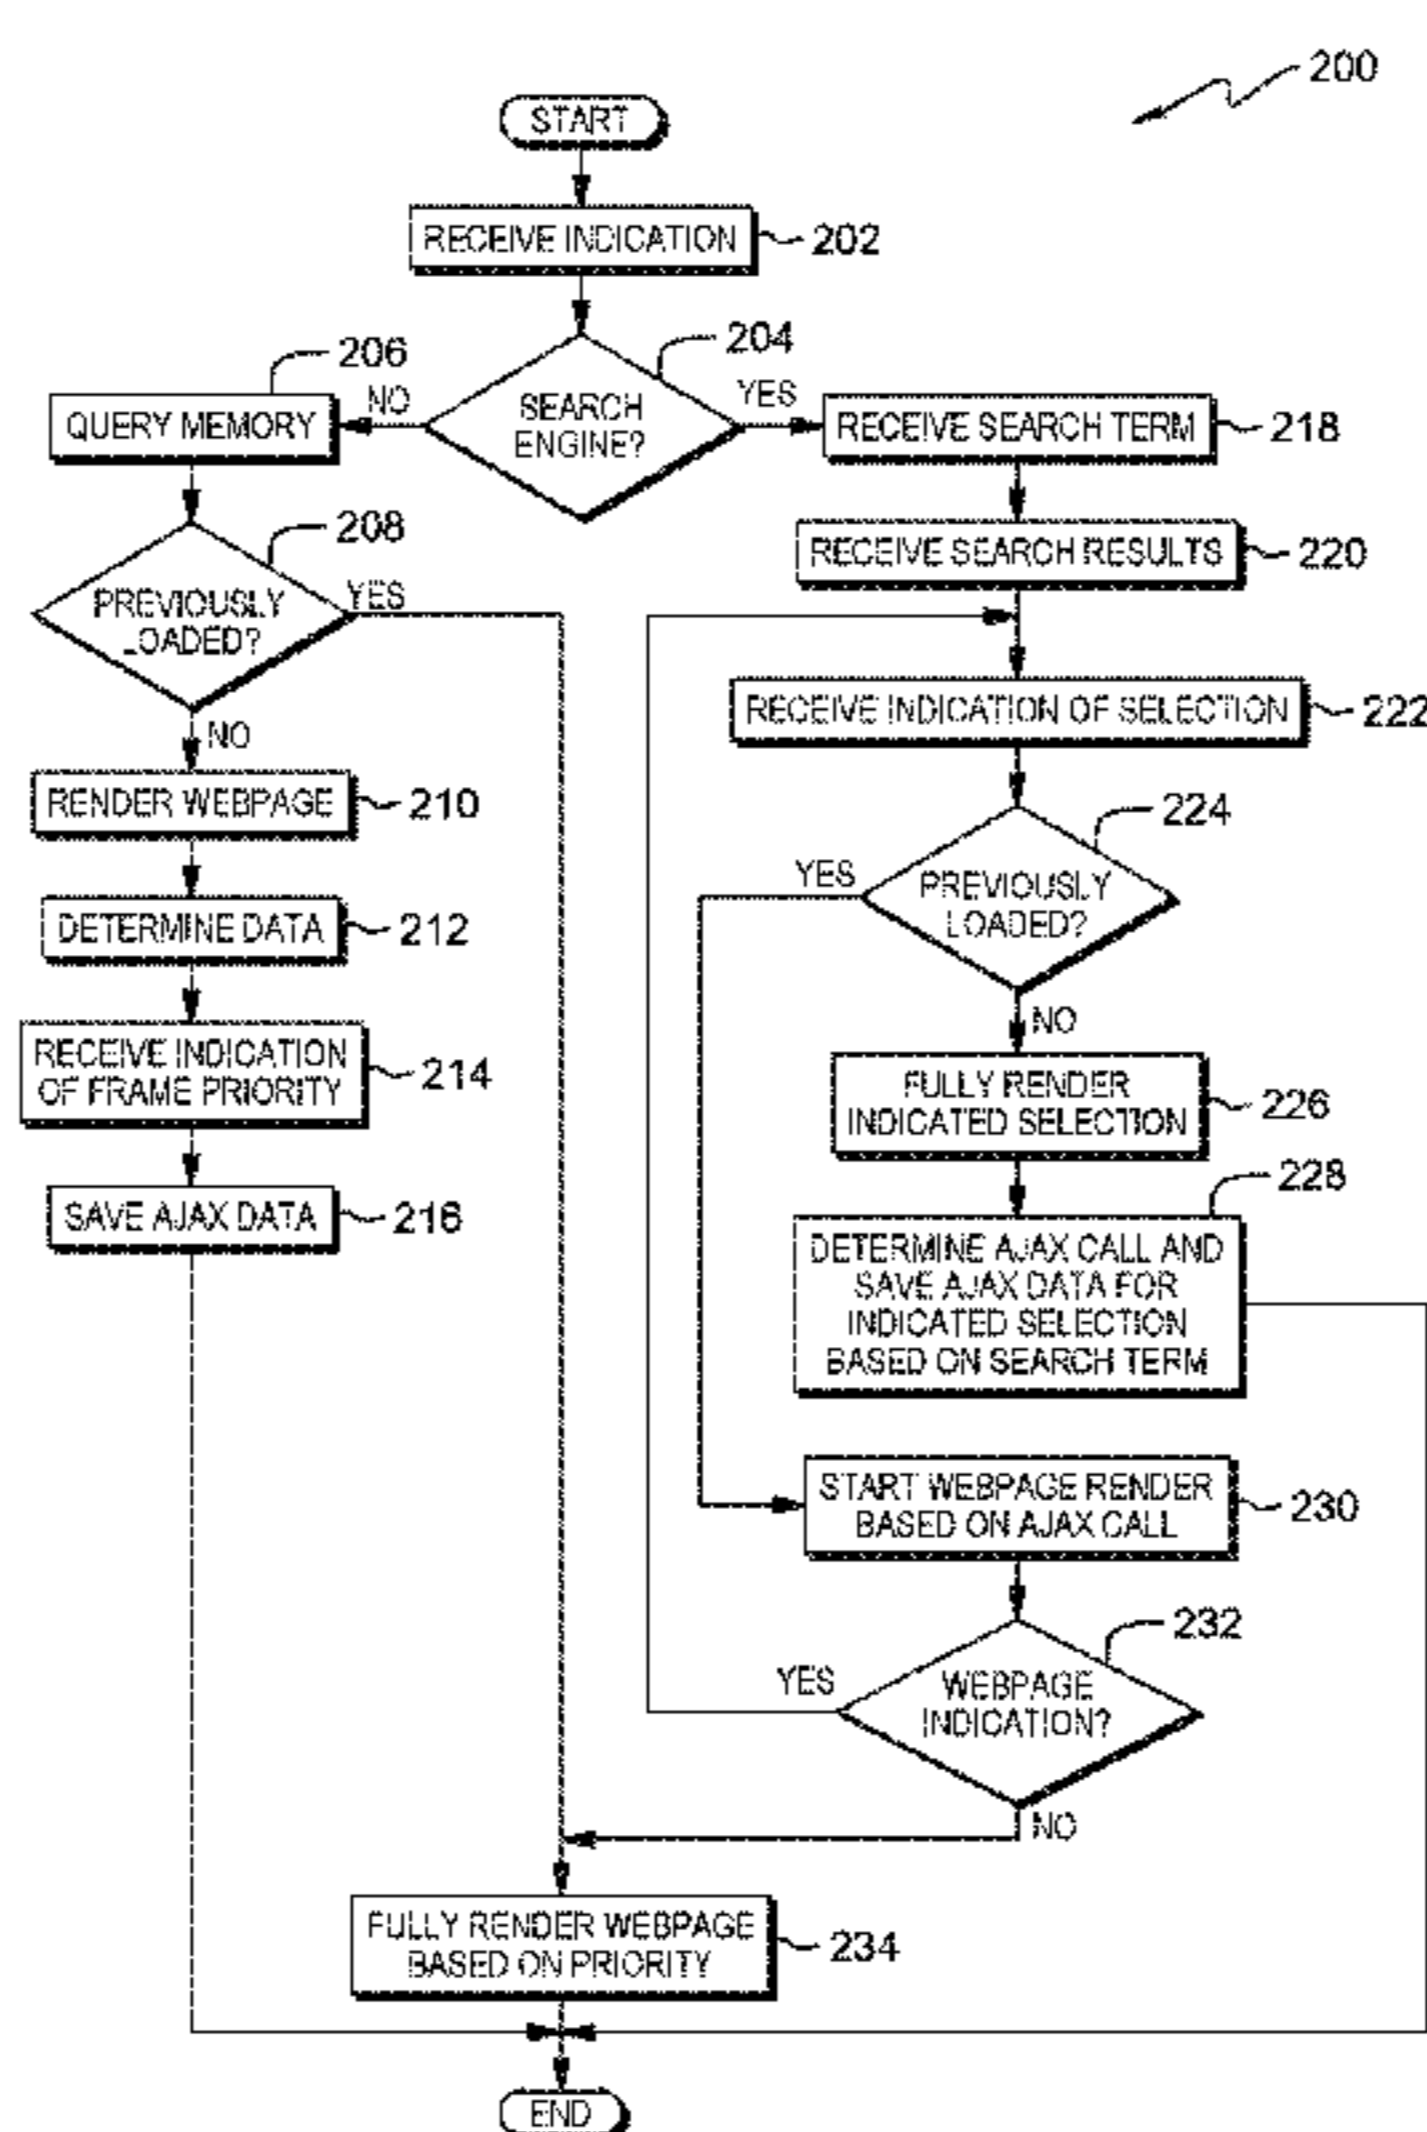 200
START
RECEIVE INDICATION
202
204
SEARCH
ENGINE?
NO
YES
206
QUERY MEMORY
RECEIVE SEARCH TERM
218
208
PREVIOUSLY
LOADED?
YES
NO
RECEIVE SEARCH RESULTS
220
RECEIVE INDICATION OF SELECTION
222
RENDER WEBPAGE
210
224
PREVIOUSLY
LOADED?
YES
NO
DETERMINE DATA
212
RECEIVE INDICATION
OF FRAME PRIORITY
214
FULLY RENDER
INDICATED SELECTION
226
SAVE AJAX DATA
216
228
DETERMINE AJAX CALL AND
SAVE AJAX DATA FOR
INDICATED SELECTION
BASED ON SEARCH TERM
START WEBPAGE RENDER
BASED ON AJAX CALL
230
232
WEBPAGE
INDICATION?
YES
NO
FULLY RENDER WEBPAGE
BASED ON PRIORITY
234
END